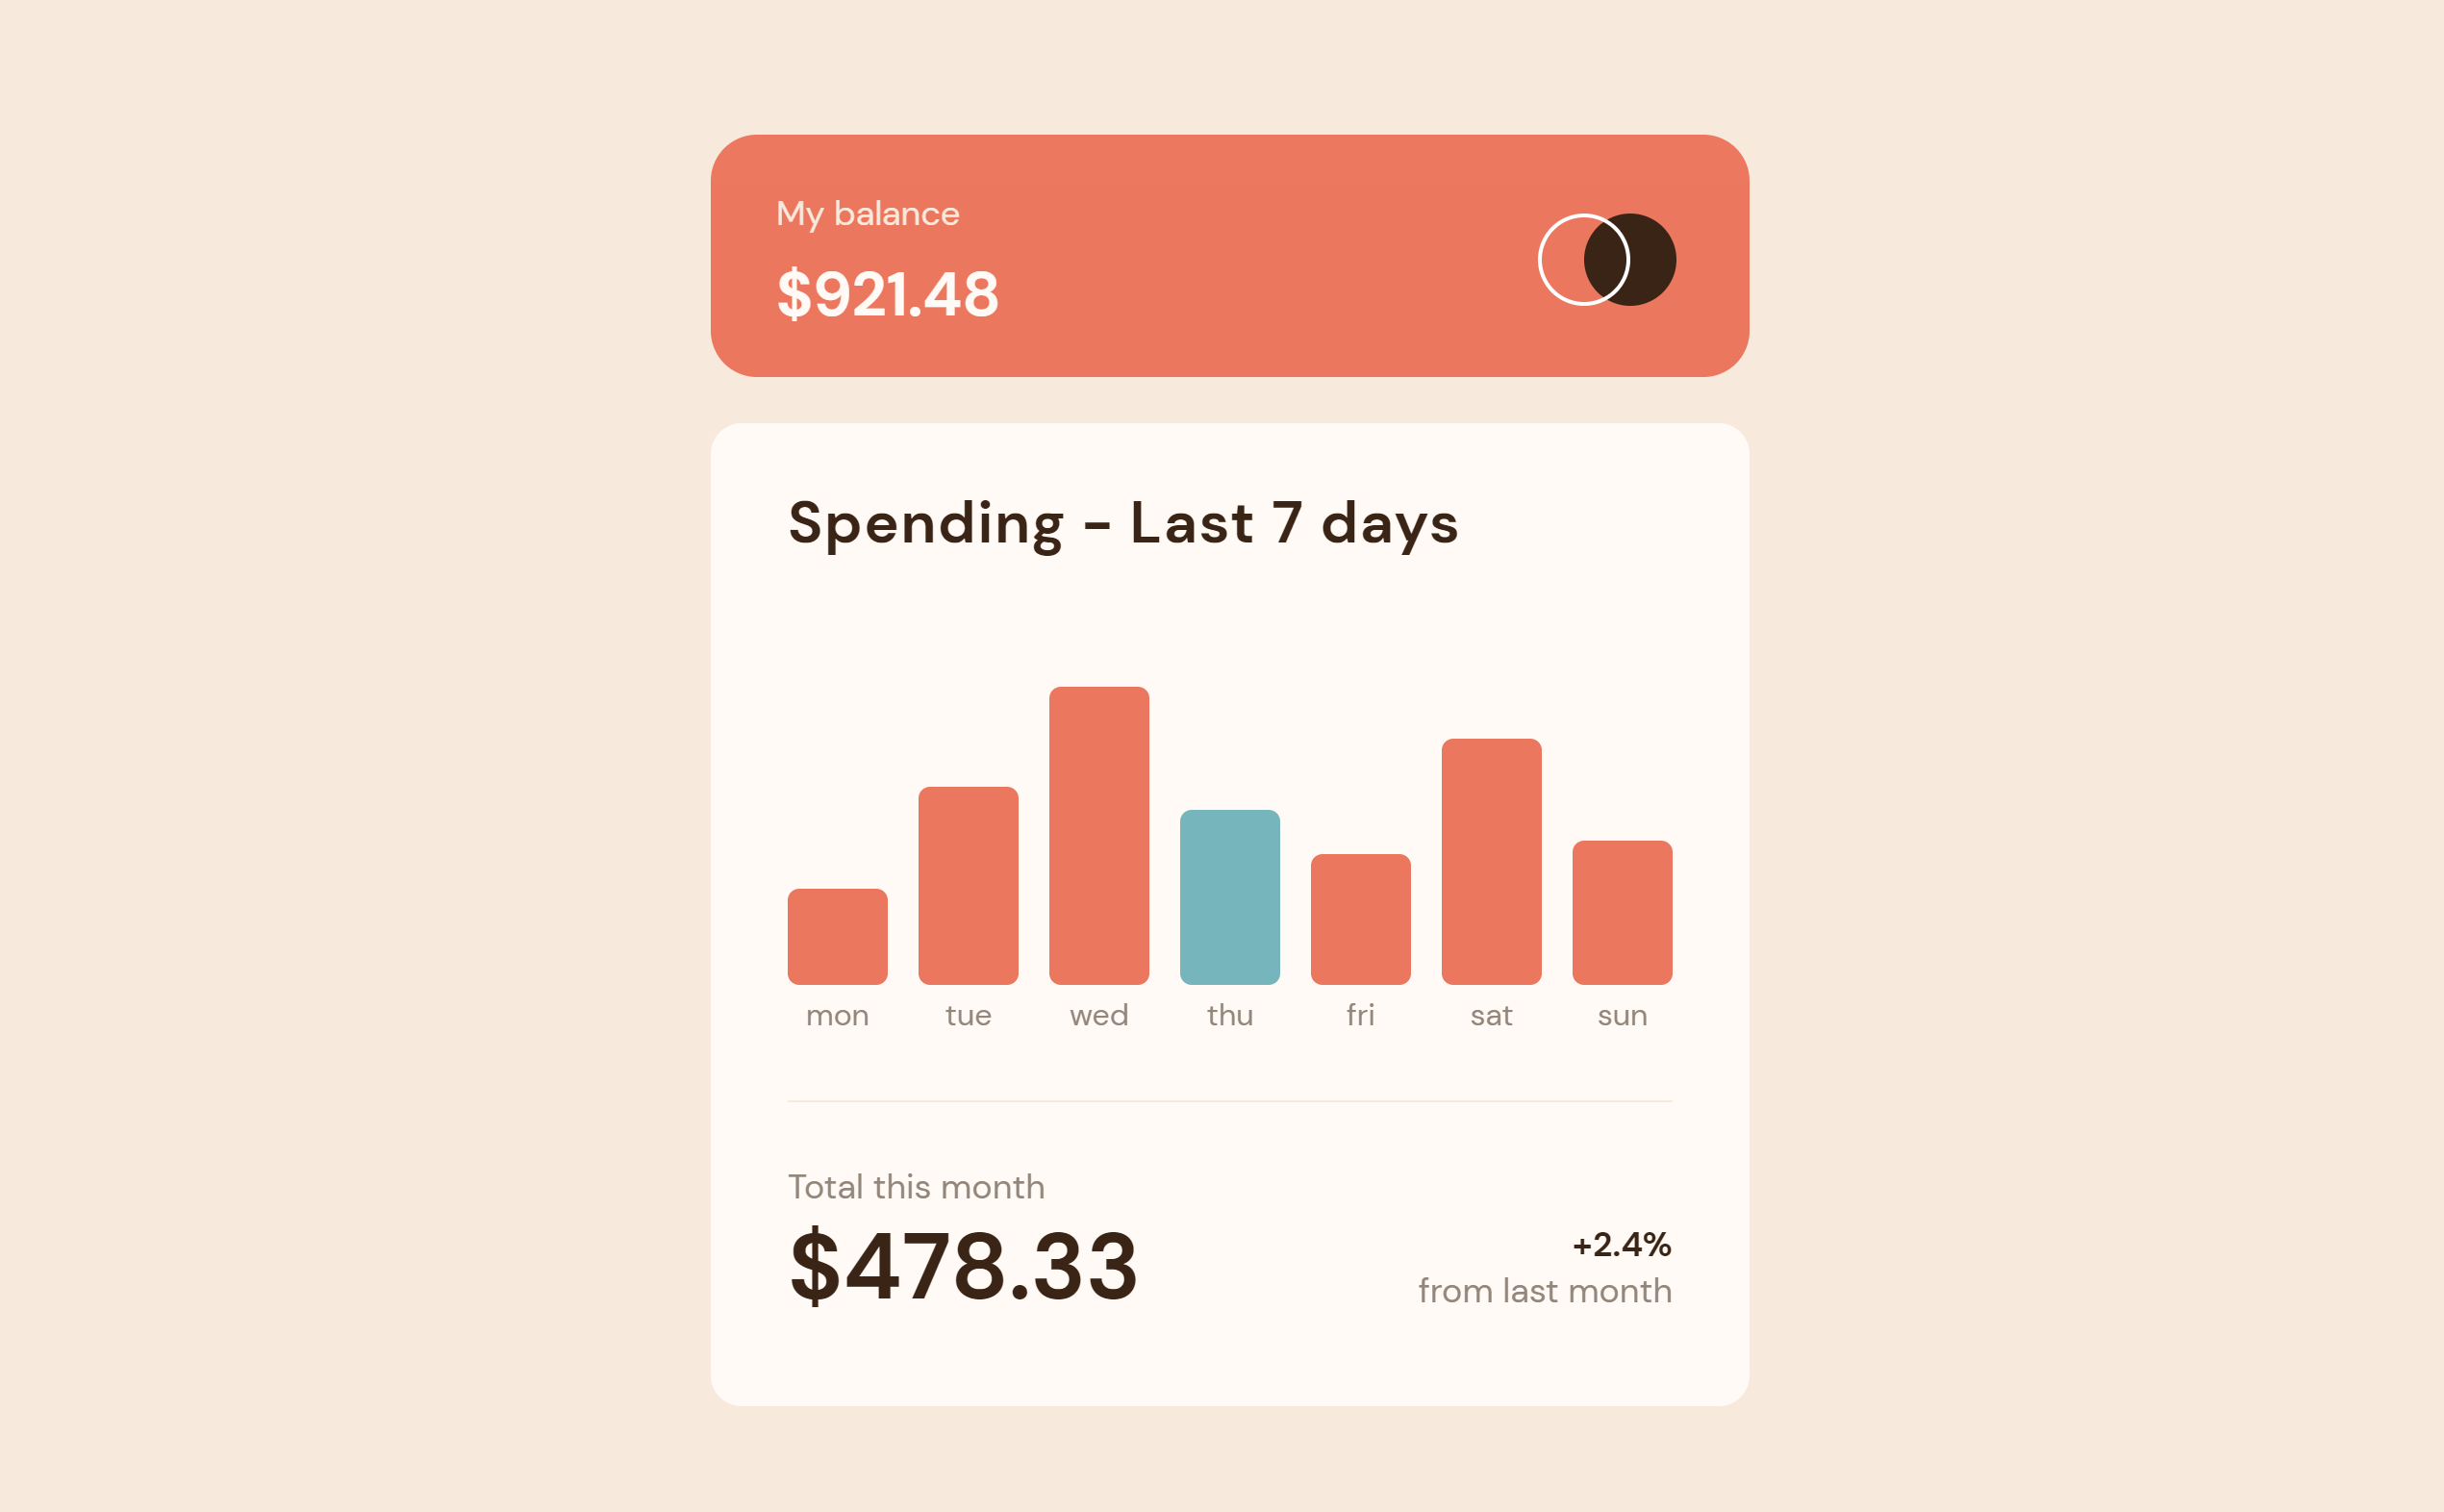 My balance
$921.48
Spending - Last 7 days
mon tue wed thu fri sat sun
Total this month
$478.33
+2.4%
from last month